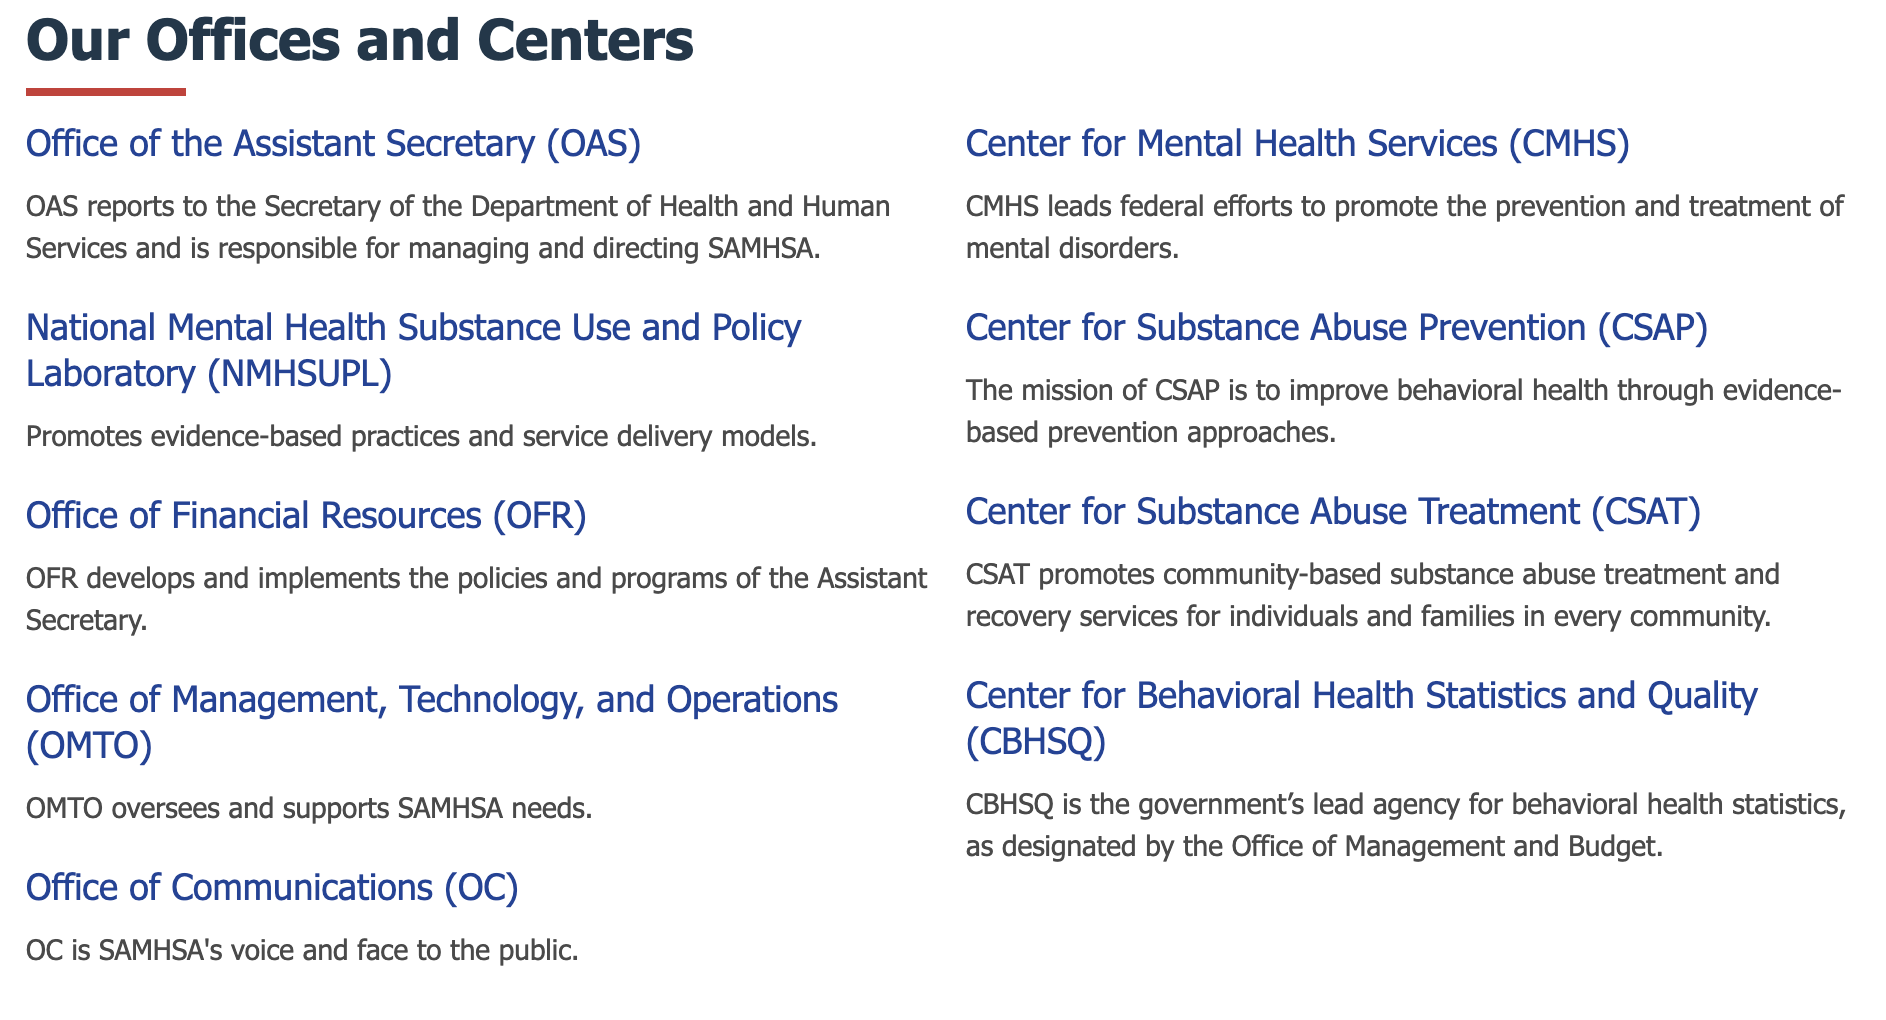 Our Offices and Centers
Office of the Assistant Secretary (OAS)
OAS reports to the Secretary of the Department of Health and Human
Services and is responsible for managing and directing SAMHSA.
National Mental Health Substance Use and Policy
Laboratory (NMHSUPL)
Promotes evidence-based practices and service delivery models.
Office of Financial Resources (OFR)
OFR develops and implements the policies and programs of the Assistant
Secretary.
Office of Management, Technology, and Operations
(OMTO)
OMTO oversees and supports SAMHSA needs.
Office of Communications (OC)
OC is SAMHSA's voice and face to the public.
Center for Mental Health Services (CMHS)
CMHS leads federal efforts to promote the prevention and treatment of
mental disorders.
Center for Substance Abuse Prevention (CSAP)
The mission of CSAP is to improve behavioral health through evidence-
based prevention approaches.
Center for Substance Abuse Treatment (CSAT)
CSAT promotes community-based substance abuse treatment and
recovery services for individuals and families in every community.
Center for Behavioral Health Statistics and Quality
(CBHSQ)
CBHSQ is the government’s lead agency for behavioral health statistics,
as designated by the Office of Management and Budget.